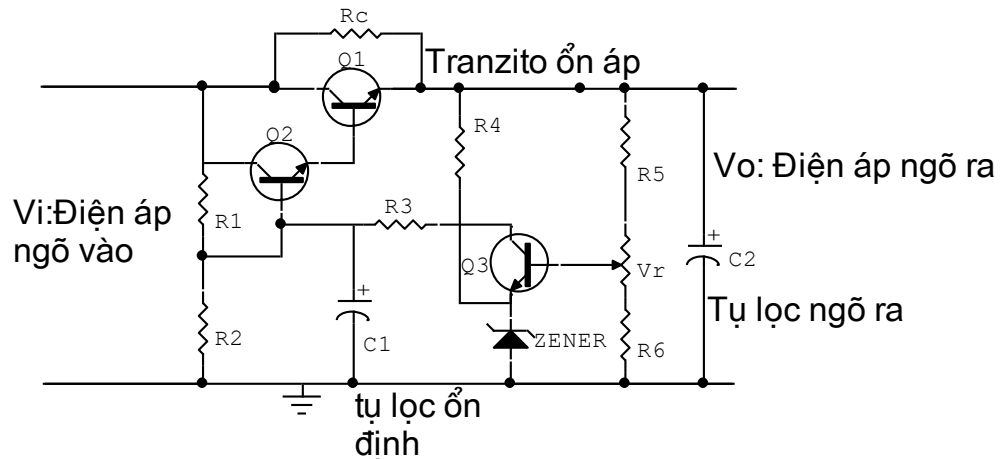 Rc
Q1
Tranzito ổn áp
R4
Q2
R5
Vo: Điện áp ngõ ra
Vi:Điện áp
ngõ vào
R1
R3
Q3
Vr
+
C2
R2
+
C1
ZENER
R6
Tụ lọc ngõ ra
tụ lọc ổn
định